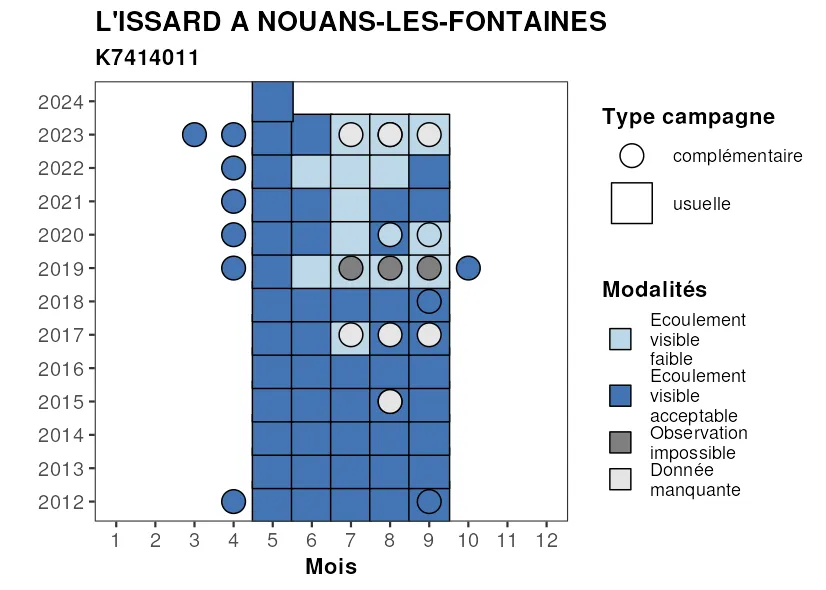 L'ISSARD A NOUANS-LES-FONTAINES
K7414011
2024
2023
2022
2021
2020
2019
2018
2017
2016
2015
2014
2013
2012
1 2 3 4 5 6 7 8 9 10 11 12
Mois
Type campagne
complémentaire
usuelle
Modalités
Ecoulement
visible
faible
Ecoulement
visible
acceptable
Observation
impossible
Donnée
manquante